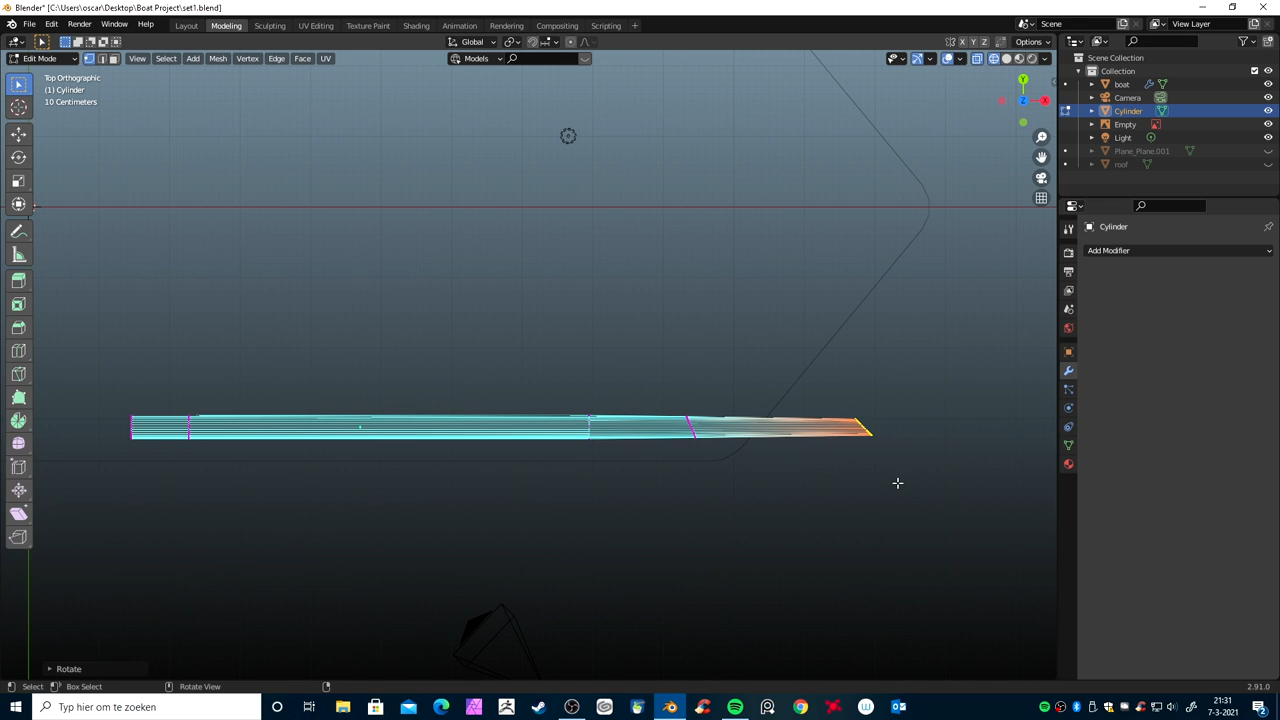 Blender* [C:\Users\oscar\Desktop\Boat Project\set1.blend]
File Edit Render Window Help Layout Modeling Sculpting UV Editing Texture Paint Shading Animation Rendering Compositing Scripting + Scene View Layer
Global X Y Z Options
Edit Mode View Select Add Mesh Vertex Edge Face UV Models
Scene Collection
Collection
boat
Camera
Cylinder
Empty
Light
Plane_Plane.001
roof
Top Orthographic
(1) Cylinder
10 Centimeters
Y
Z X
Cylinder
Add Modifier
Rotate
Select Box Select Rotate View 2.91.0
Typ hier om te zoeken
21:31
7-3-2021
2